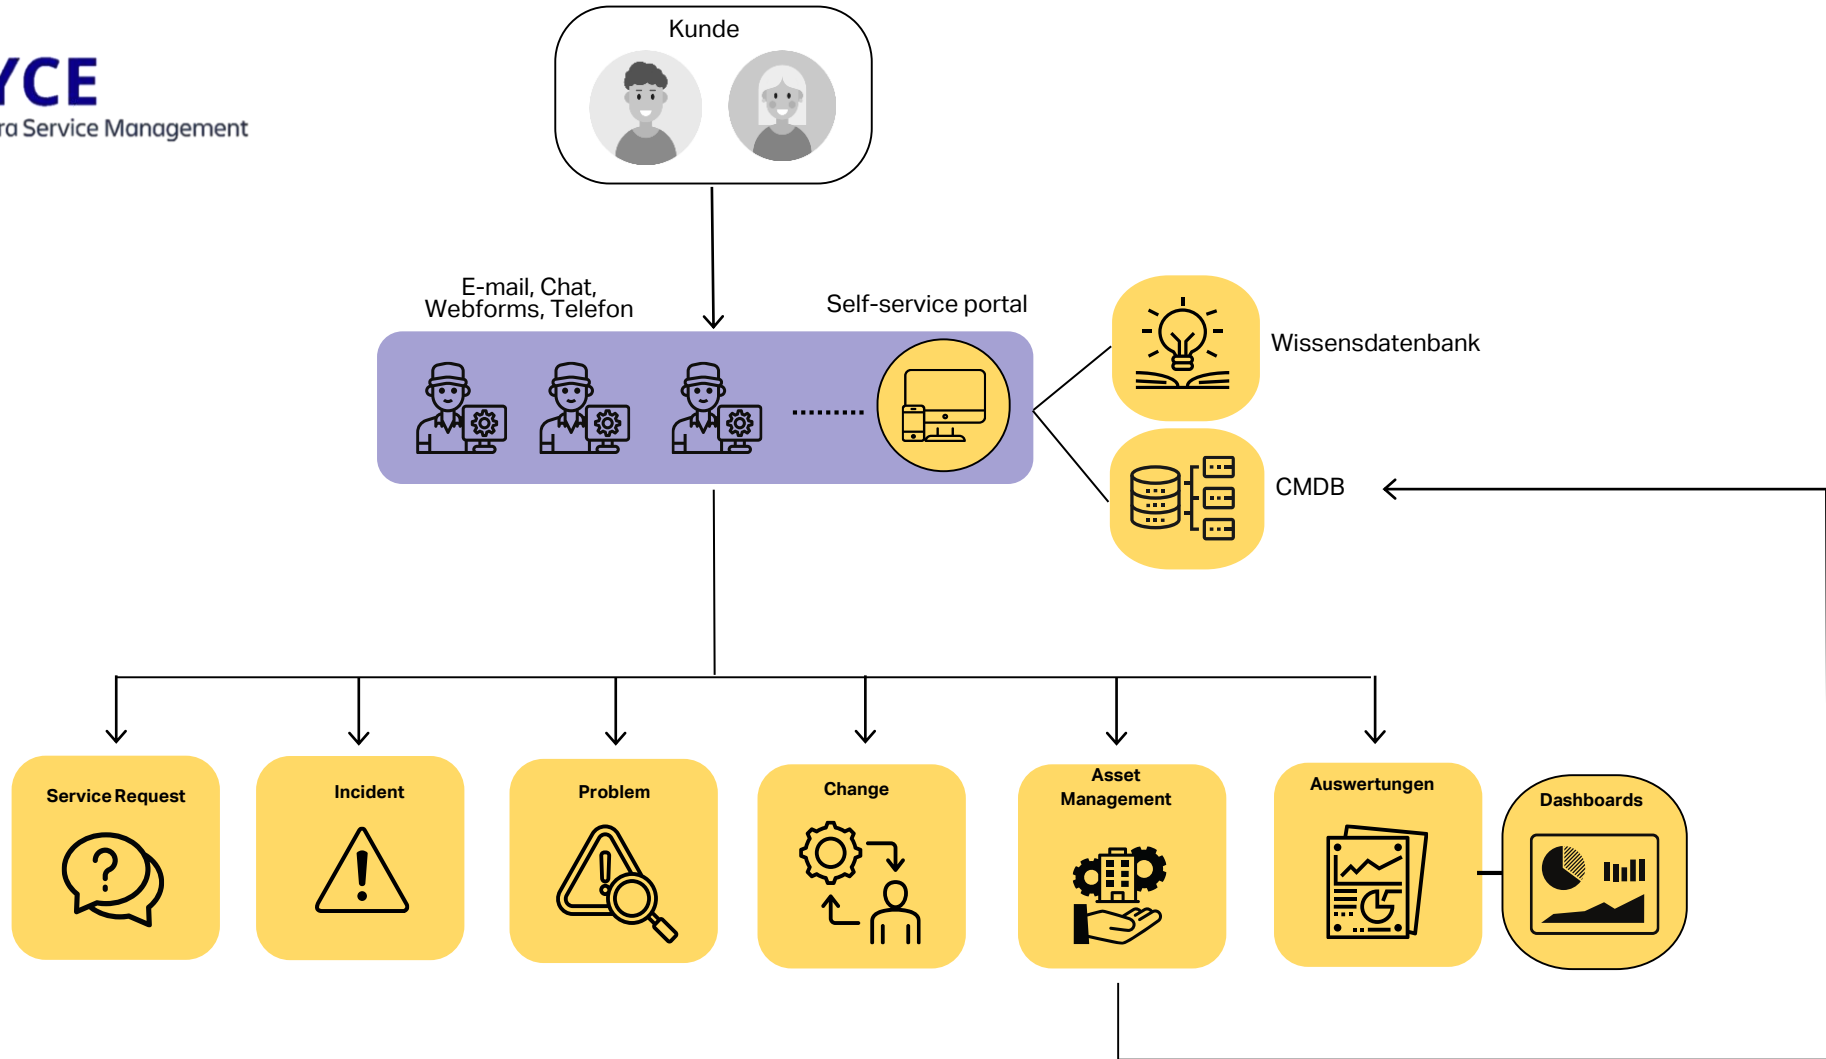 Kunde
YCE
ra Service Management
E-mail, Chat,
Webforms, Telefon
Self-service portal
Wissensdatenbank
CMDB
Service Request
Incident
Problem
Change
Asset
Management
Auswertungen
Dashboards